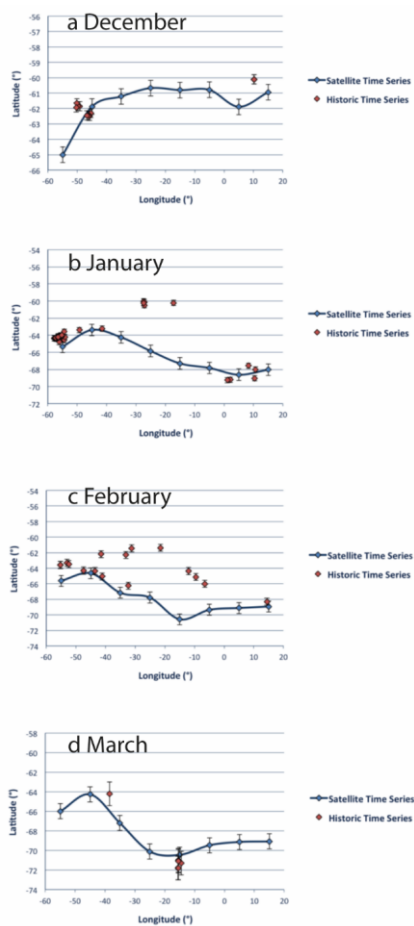 a December
-56
-57
-58
-59
-60
-61
-62
-63
-64
-65
-66
Latitude (°)
-60 -50 -40 -30 -20 -10 0 10 20
Longitude (°)
Satellite Time Series
Historic Time Series
b January
-54
-56
-58
-60
-62
-64
-66
-68
-70
-72
Latitude (°)
-60 -50 -40 -30 -20 -10 0 10 20
Longitude (°)
Satellite Time Series
Historic Time Series
c February
-54
-56
-58
-60
-62
-64
-66
-68
-70
-72
-74
Latitude (°)
-60 -50 -40 -30 -20 -10 0 10 20
Longitude (°)
Satellite Time Series
Historic Time Series
d March
-58
-60
-62
-64
-66
-68
-70
-72
-74
Latitude (°)
-60 -50 -40 -30 -20 -10 0 10 20
Longitude (°)
Satellite Time Series
Historic Time Series